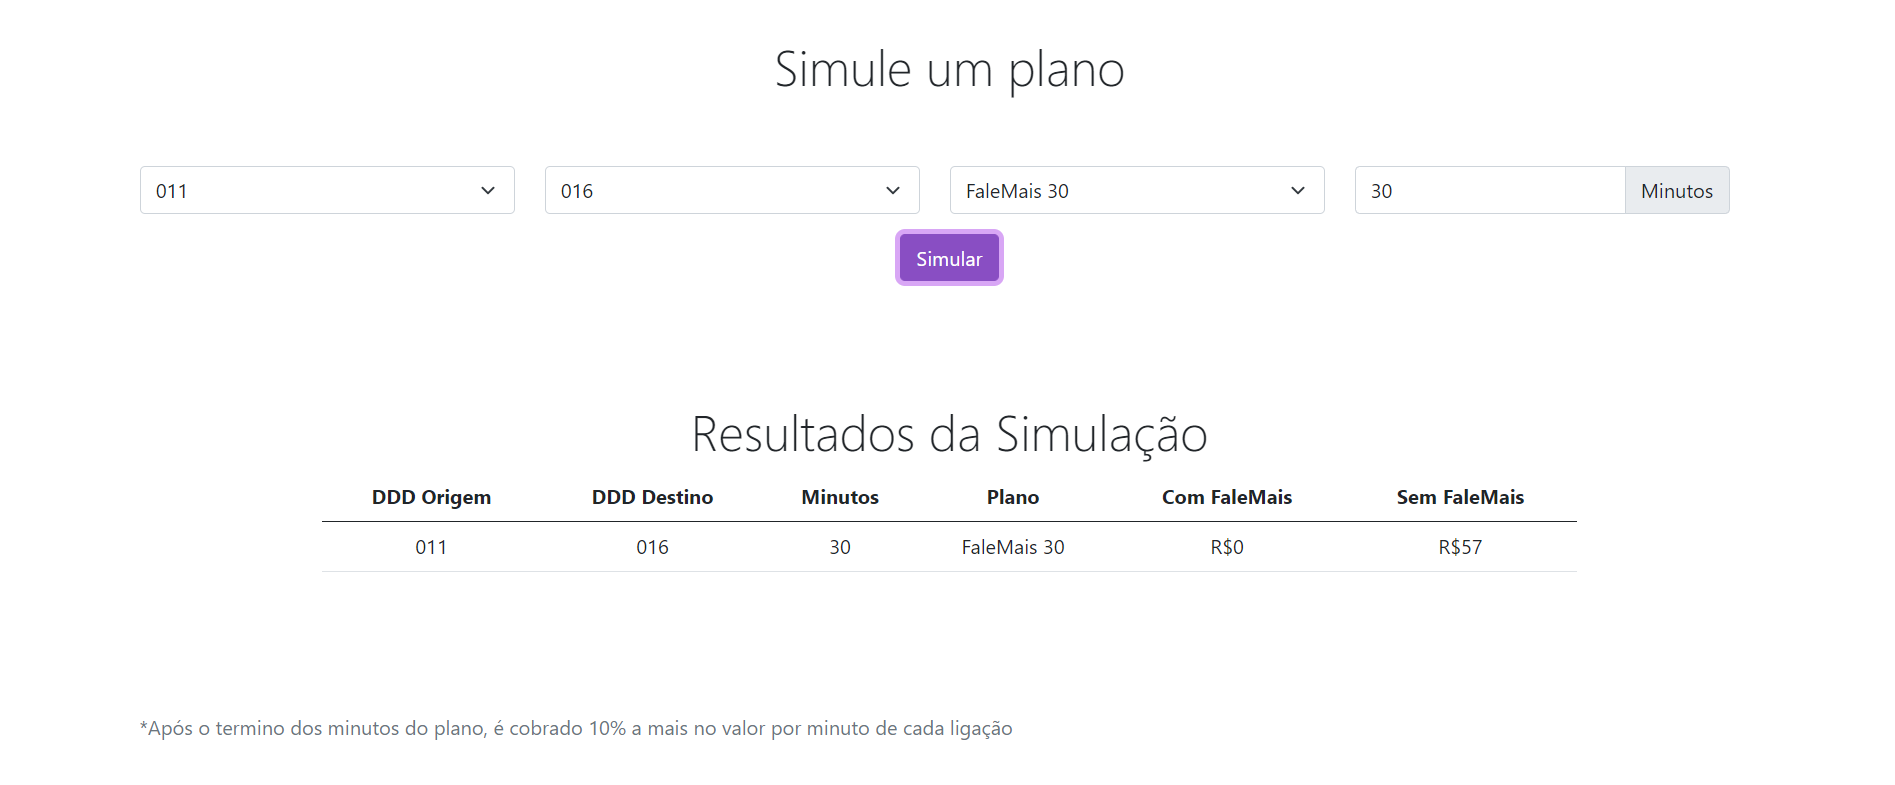 Simule um plano
011 016 FaleMais 30 30 Minutos
Simular
Resultados da Simulação
DDD Origem DDD Destino Minutos Plano Com FaleMais Sem FaleMais
011 016 30 FaleMais 30 R$0 R$57
*Após o termino dos minutos do plano, é cobrado 10% a mais no valor por minuto de cada ligação